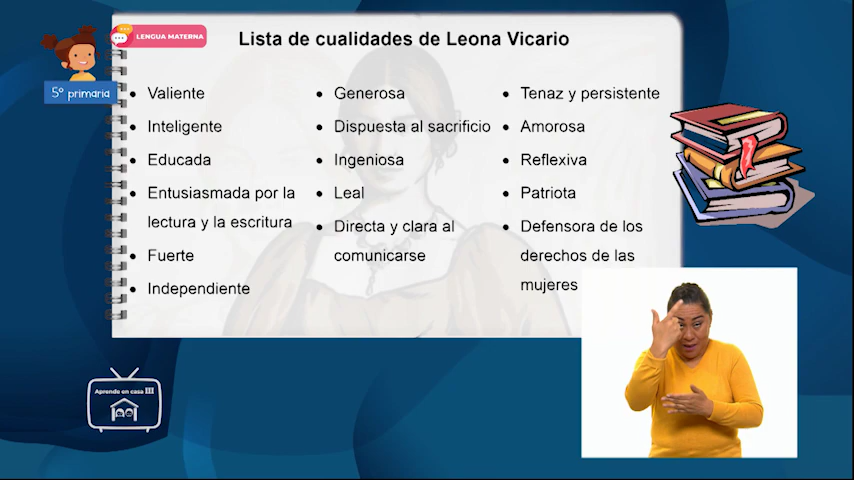 LENGUA MATERNA
5° primaria
Lista de cualidades de Leona Vicario
Valiente
Inteligente
Educada
Entusiasmada por la
lectura y la escritura
Fuerte
Independiente
Generosa
Dispuesta al sacrificio
Ingeniosa
Leal
Directa y clara al
comunicarse
Tenaz y persistente
Amorosa
Reflexiva
Patriota
Defensora de los
derechos de las
mujeres
Aprende en casa III